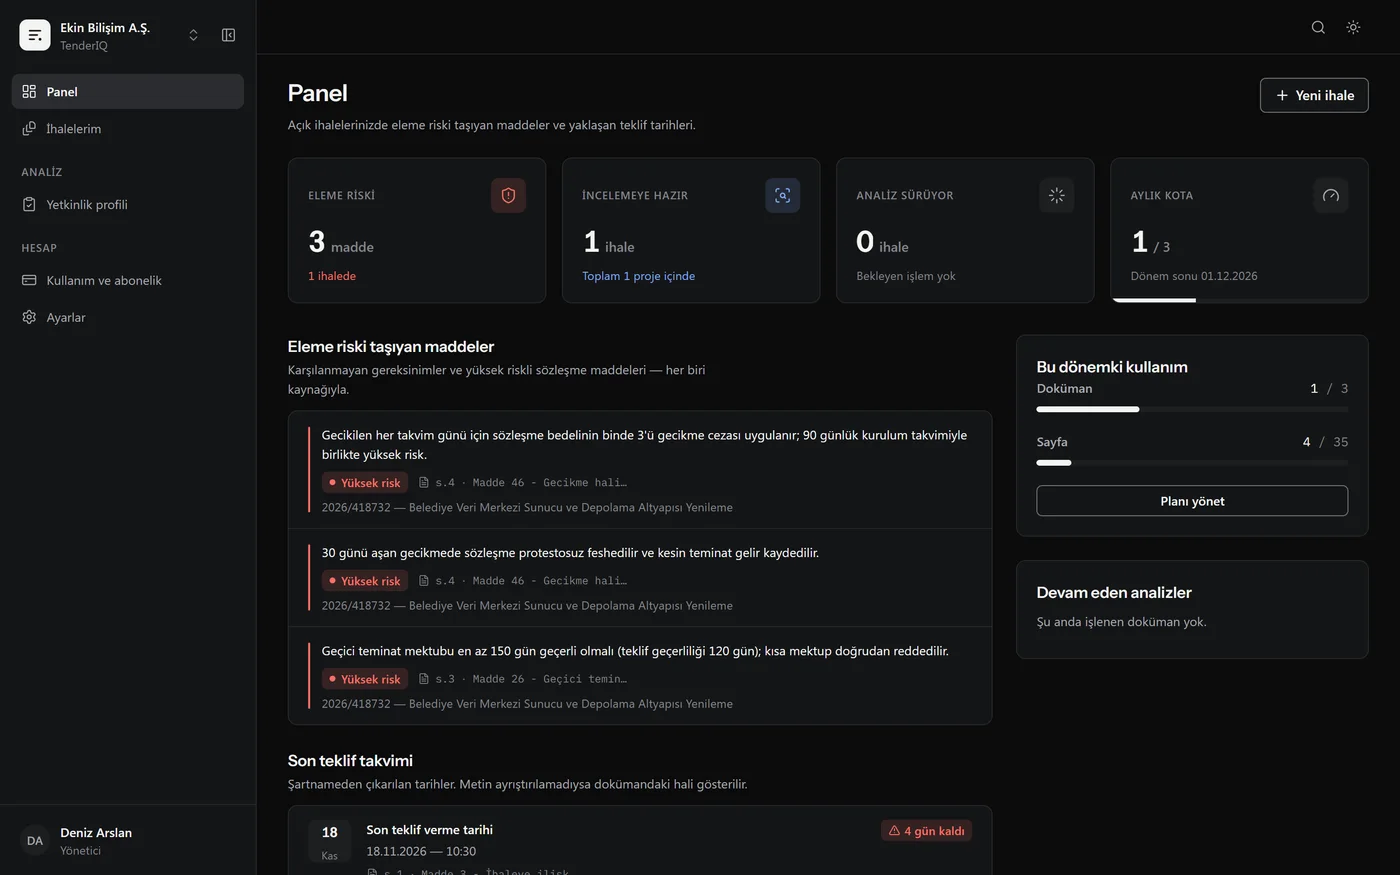 Ekin Bilişim A.Ş.
TenderIQ
Panel
İhalelerim
ANALİZ
Yetkinlik profili
HESAP
Kullanım ve abonelik
Ayarlar
DA
Deniz Arslan
Yönetici
Panel
Açık ihalelerinizde eleme riski taşıyan maddeler ve yaklaşan teklif tarihleri.
Yeni ihale
ELEME RİSKİ
3 madde
1 ihalede
İNCELEMEYE HAZIR
1 ihale
Toplam 1 proje içinde
ANALİZ SÜRÜYOR
0 ihale
Bekleyen işlem yok
AYLIK KOTA
1 / 3
Dönem sonu 01.12.2026
Eleme riski taşıyan maddeler
Karşılanmayan gereksinimler ve yüksek riskli sözleşme maddeleri — her biri
kaynağıyla.
Gecikilen her takvim günü için sözleşme bedelinin binde 3'ü gecikme cezası uygulanır; 90 günlük kurulum takvimiyle
birlikte yüksek risk.
Yüksek risk s.4 · Madde 46 - Gecikme hali…
2026/418732 — Belediye Veri Merkezi Sunucu ve Depolama Altyapısı Yenileme
30 günü aşan gecikmede sözleşme protestosuz feshedilir ve kesin teminat gelir kaydedilir.
Yüksek risk s.4 · Madde 46 - Gecikme hali…
2026/418732 — Belediye Veri Merkezi Sunucu ve Depolama Altyapısı Yenileme
Geçici teminat mektubu en az 150 gün geçerli olmalı (teklif geçerliliği 120 gün); kısa mektup doğrudan reddedilir.
Yüksek risk s.3 · Madde 26 - Geçici temin…
2026/418732 — Belediye Veri Merkezi Sunucu ve Depolama Altyapısı Yenileme
Bu dönemki kullanım
Doküman 1 / 3
Sayfa 4 / 35
Planı yönet
Devam eden analizler
Şu anda işlenen doküman yok.
Son teklif takvimi
Şartnameden çıkarılan tarihler. Metin ayrıştırılamadıysa dokümandaki hali gösterilir.
18
Kas
Son teklif verme tarihi
18.11.2026 — 10:30
4 gün kaldı
s.1 · Madde 3 - İhaleye ilişk